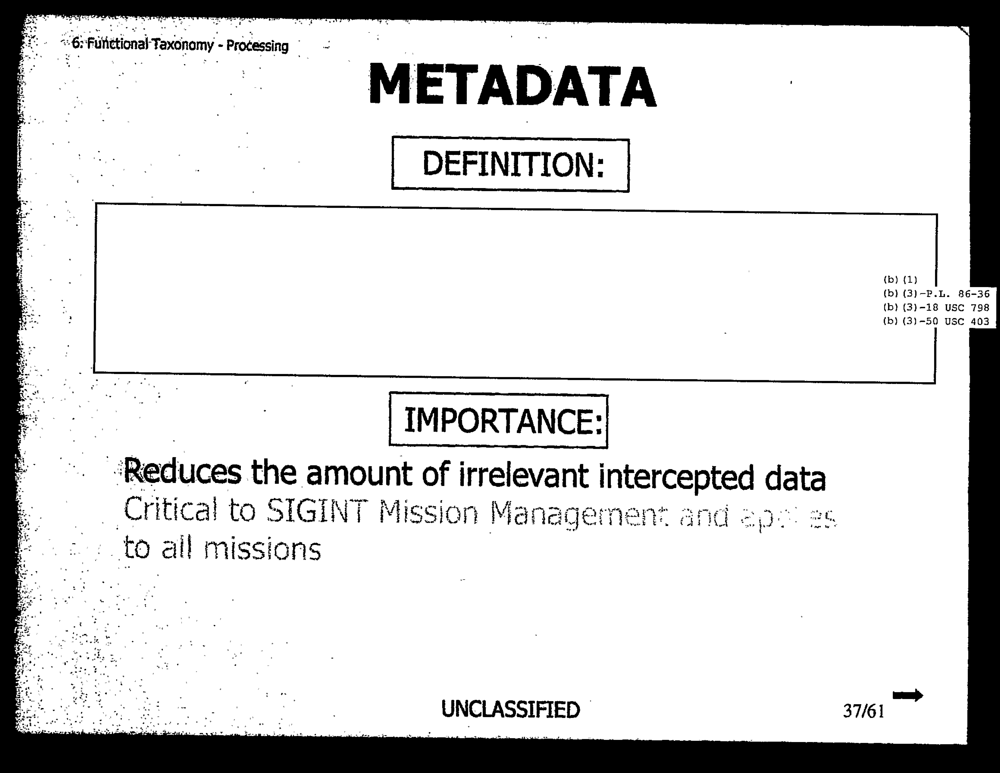 6: Functional Taxonomy - Processing
METADATA
DEFINITION:
(b) (1)
(b) (3)-P.L. 86-36
(b) (3)-18 USC 798
(b) (3)-50 USC 403
IMPORTANCE:
Reduces the amount of irrelevant intercepted data
Critical to SIGINT Mission Management and
to all missions
UNCLASSIFIED
37/61